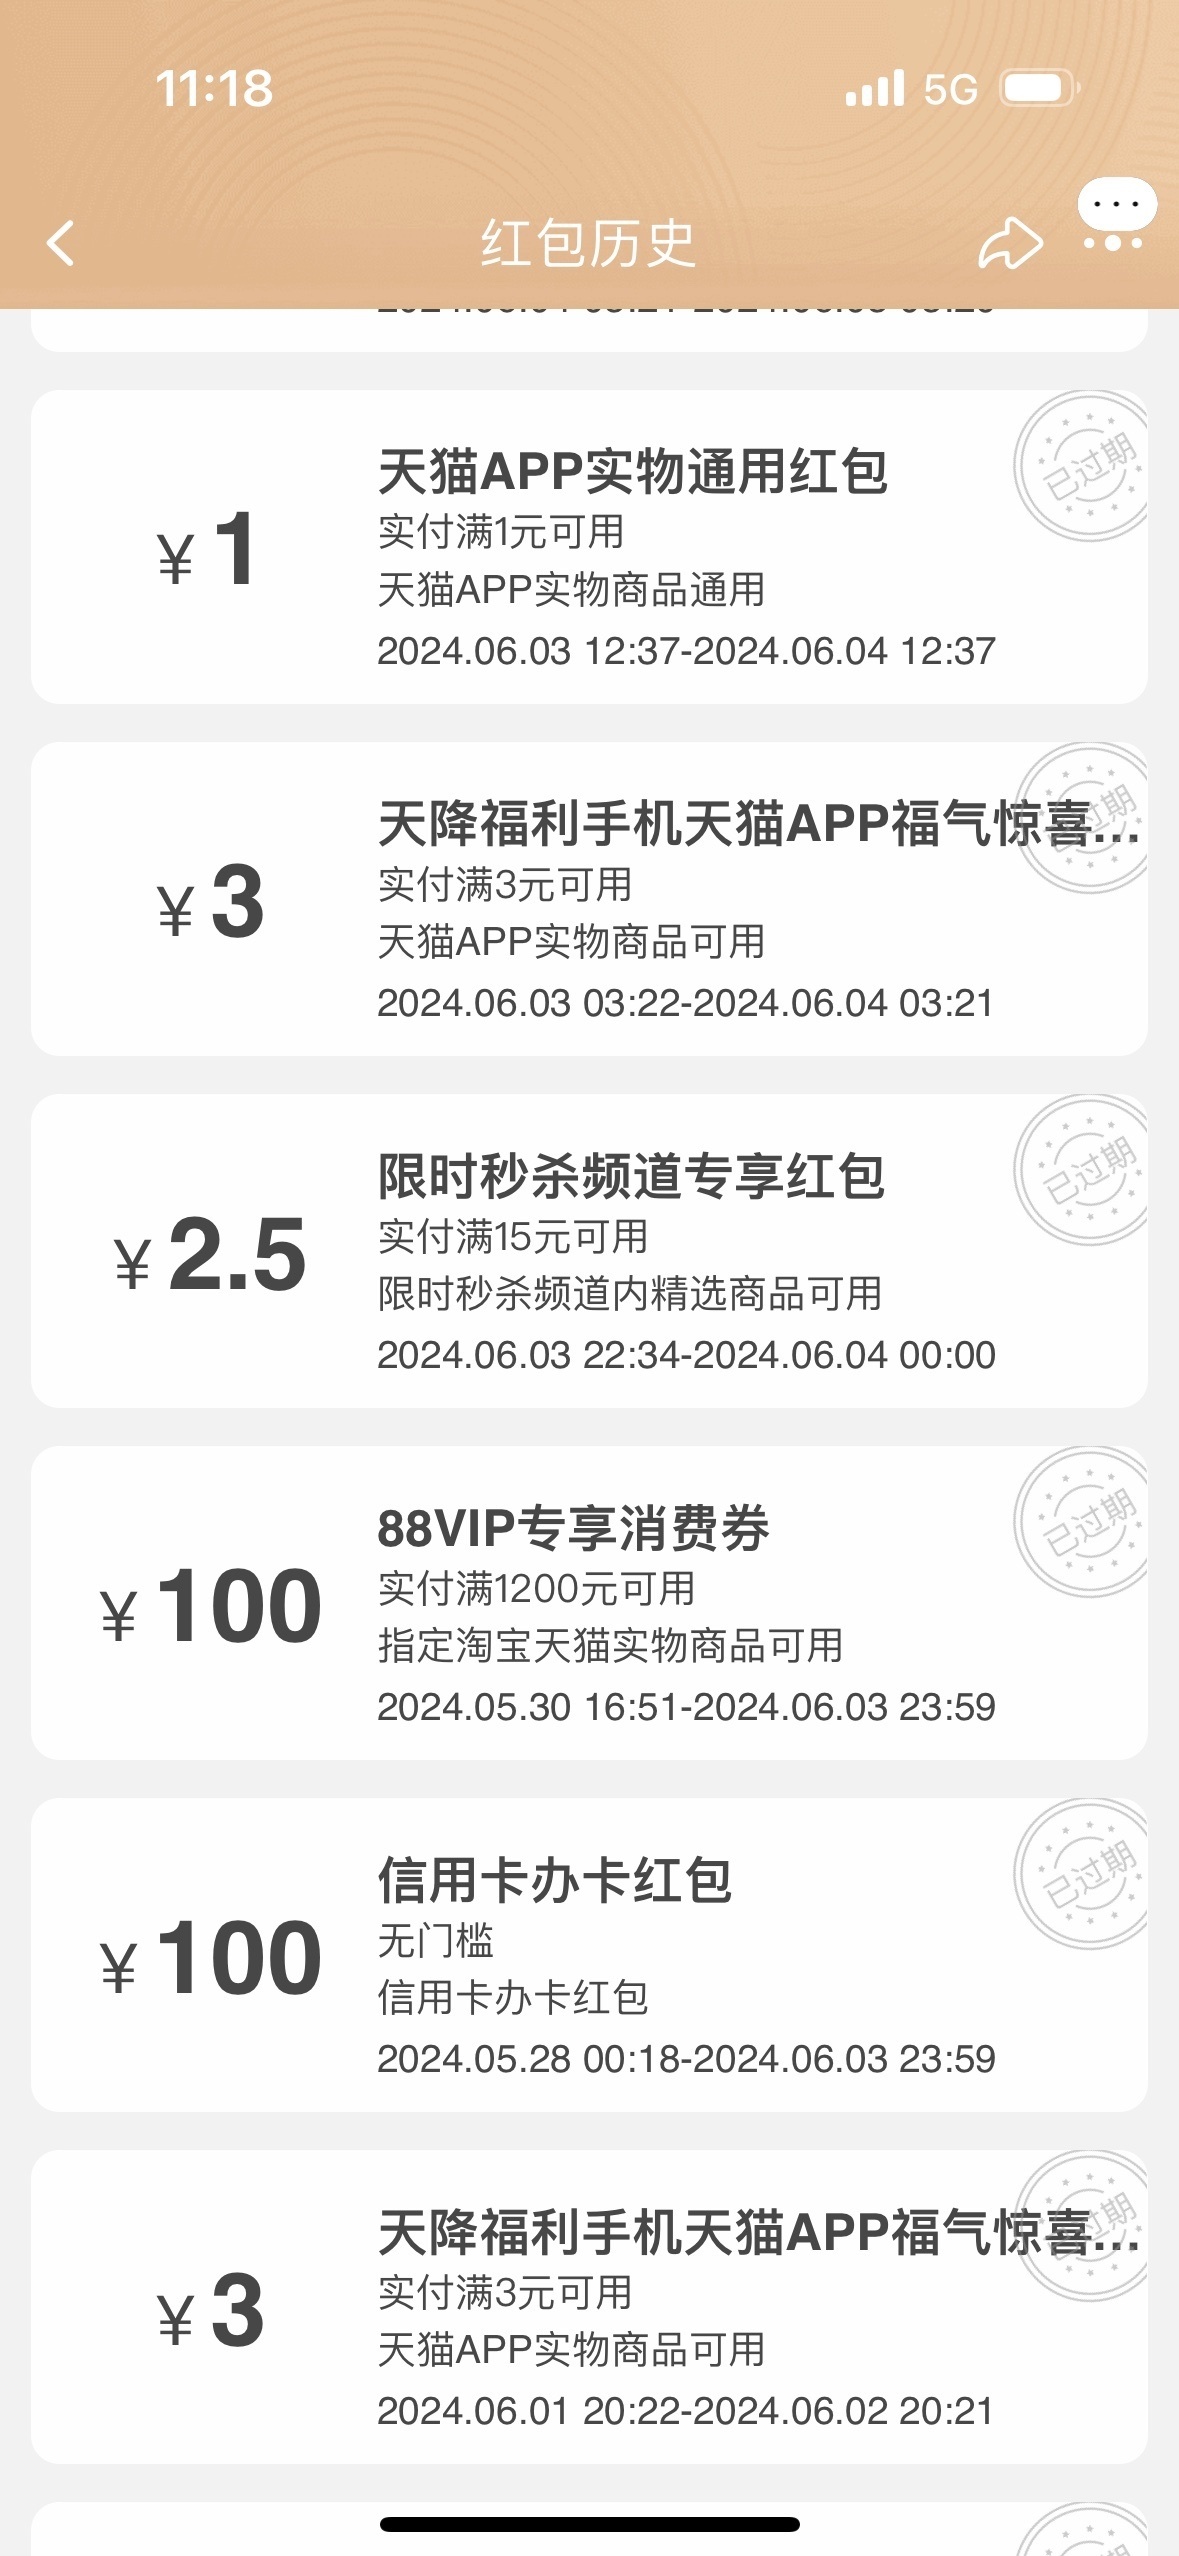 11:18
5G
红包历史
天猫APP实物通用红包
已过期
¥ 1
实付满1元可用
天猫APP实物商品通用
2024.06.03 12:37-2024.06.04 12:37
天降福利手机天猫APP福气惊喜...
已过期
¥ 3
实付满3元可用
天猫APP实物商品可用
2024.06.03 03:22-2024.06.04 03:21
限时秒杀频道专享红包
已过期
¥ 2.5
实付满15元可用
限时秒杀频道内精选商品可用
2024.06.03 22:34-2024.06.04 00:00
88VIP专享消费券
已过期
¥ 100
实付满1200元可用
指定淘宝天猫实物商品可用
2024.05.30 16:51-2024.06.03 23:59
信用卡办卡红包
已过期
¥ 100
无门槛
信用卡办卡红包
2024.05.28 00:18-2024.06.03 23:59
天降福利手机天猫APP福气惊喜...
已过期
¥ 3
实付满3元可用
天猫APP实物商品可用
2024.06.01 20:22-2024.06.02 20:21